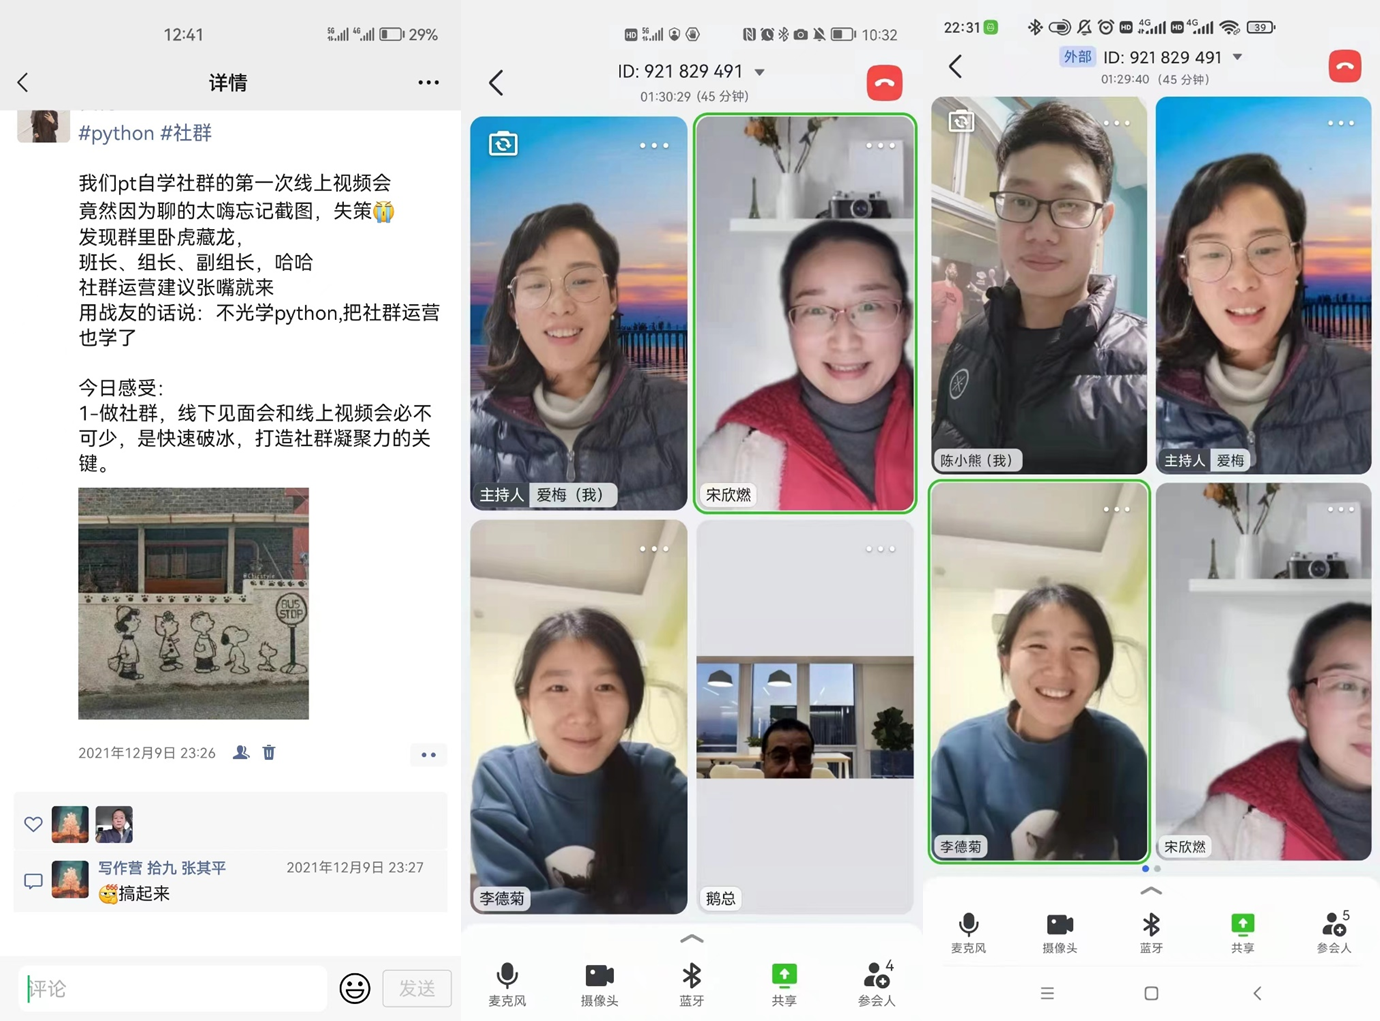 12:41
5G 4G 29%
详情
#python #社群
我们pt自学社群的第一次线上视频会
竟然因为聊的太嗨忘记截图，失策😭
发现群里卧虎藏龙，
班长、组长、副组长，哈哈
社群运营建议张嘴就来
用战友的话说：不光学python,把社群运营
也学了
今日感受：
1-做社群，线下见面会和线上视频会必不
可少，是快速破冰，打造社群凝聚力的关
键。
BUS
STOP
2021年12月9日 23:26
写作营 拾九 张其平
2021年12月9日 23:27
搞起来
评论
发送
HD 5G 10:32
ID: 921 829 491
01:30:29 (45 分钟)
主持人 爱梅（我）
宋欣燃
李德菊
鹅总
4
麦克风
摄像头
蓝牙
共享
参会人
22:31
HD 4G HD 4G 39
外部 ID: 921 829 491
01:29:40 (45 分钟)
陈小熊（我）
主持人 爱梅
李德菊
宋欣燃
5
麦克风
摄像头
蓝牙
共享
参会人